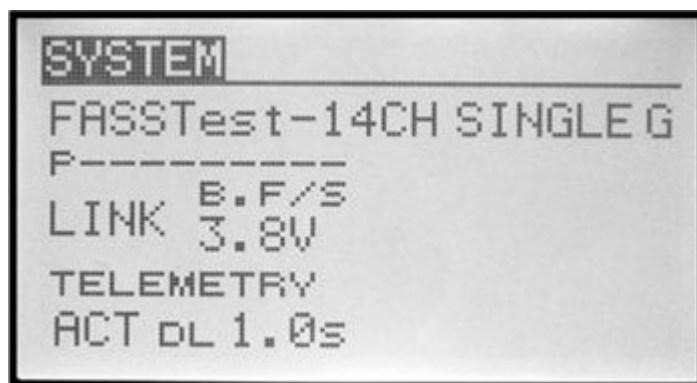 SYSTEM
FASSTest-14CH SINGLE G
P----------
B.F/S
LINK 3.8V
TELEMETRY
ACT DL 1.0s